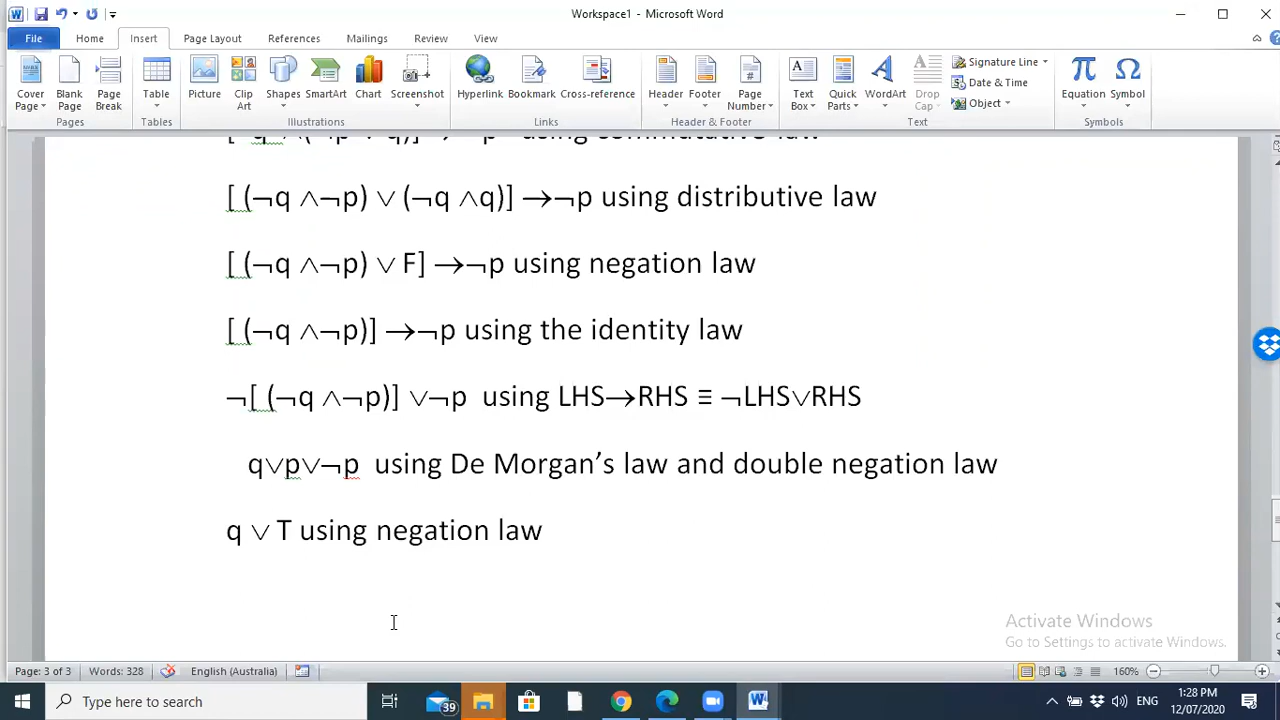 Workspace1 - Microsoft Word
File Home Insert Page Layout References Mailings Review View
Cover Page Blank Page Page Break Table Picture Clip Art Shapes SmartArt Chart Screenshot Hyperlink Bookmark Cross-reference Header Footer Page Number Text Box Quick Parts WordArt Drop Cap Signature Line Date & Time Object Equation Symbol
Pages Tables Illustrations Links Header & Footer Text Symbols
[ ¬q ∧(¬p ∨ q)] →¬p using commutative law
[ (¬q ∧¬p) ∨ (¬q ∧q)] →¬p using distributive law
[ (¬q ∧¬p) ∨ F] →¬p using negation law
[ (¬q ∧¬p)] →¬p using the identity law
¬[ (¬q ∧¬p)] ∨¬p using LHS→RHS ≡ ¬LHS∨RHS
q∨p∨¬p using De Morgan’s law and double negation law
q ∨ T using negation law
Activate Windows
Go to Settings to activate Windows.
Page: 3 of 3 Words: 328 English (Australia) 160%
Type here to search 39 ENG 1:28 PM
12/07/2020